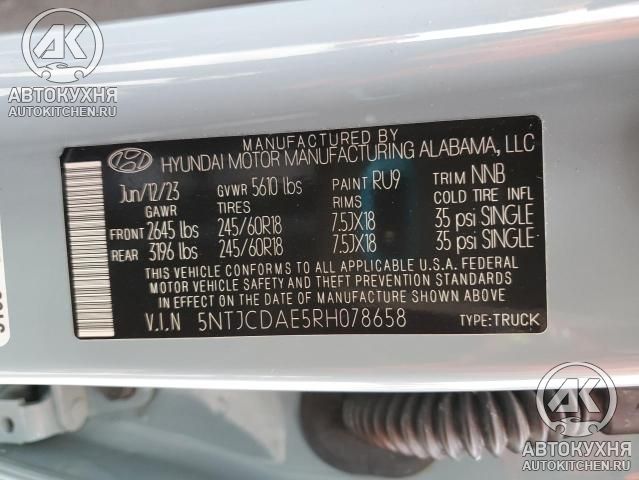 АК
АВТОКУХНЯ
AUTOKITCHEN.RU
MANUFACTURED BY
HYUNDAI MOTOR MANUFACTURING ALABAMA, LLC
Jun/12/23 GVWR 5610 lbs PAINT RU9 TRIM NNB
GAWR TIRES RIMS COLD TIRE INFL
FRONT 2645 lbs 245/60R18 7.5JX18 35 psi SINGLE
REAR 3196 lbs 245/60R18 7.5JX18 35 psi SINGLE
THIS VEHICLE CONFORMS TO ALL APPLICABLE U.S.A. FEDERAL
MOTOR VEHICLE SAFETY AND THEFT PREVENTION STANDARDS
IN EFFECT ON THE DATE OF MANUFACTURE SHOWN ABOVE.
V.I.N 5NTJCDAE5RH078658 TYPE:TRUCK
АК
АВТОКУХНЯ
AUTOKITCHEN.RU